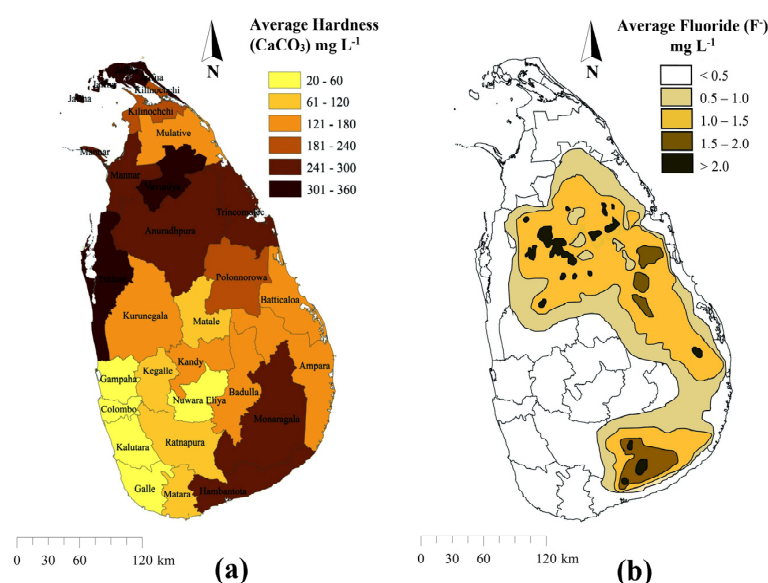 Average Hardness
(CaCO₃) mg L⁻¹
N
20 - 60
61 - 120
121 - 180
181 - 240
241 - 300
301 - 360
Jaffna
Kilinochchi
Kilinochchi
Mulative
Mannar
Mannar
Vavuniya
Trincomalee
Anuradhpura
Puttalam
Polonnorowa
Batticaloa
Kurunegala
Matale
Kandy
Kegalle
Gampaha
Ampara
Nuwara Eliya
Badulla
Colombo
Monaragala
Kalutara
Ratnapura
Galle
Matara
Hambantota
0 30 60 120 km
(a)
Average Fluoride (F⁻)
mg L⁻¹
N
< 0.5
0.5 – 1.0
1.0 – 1.5
1.5 – 2.0
> 2.0
0 30 60 120 km
(b)